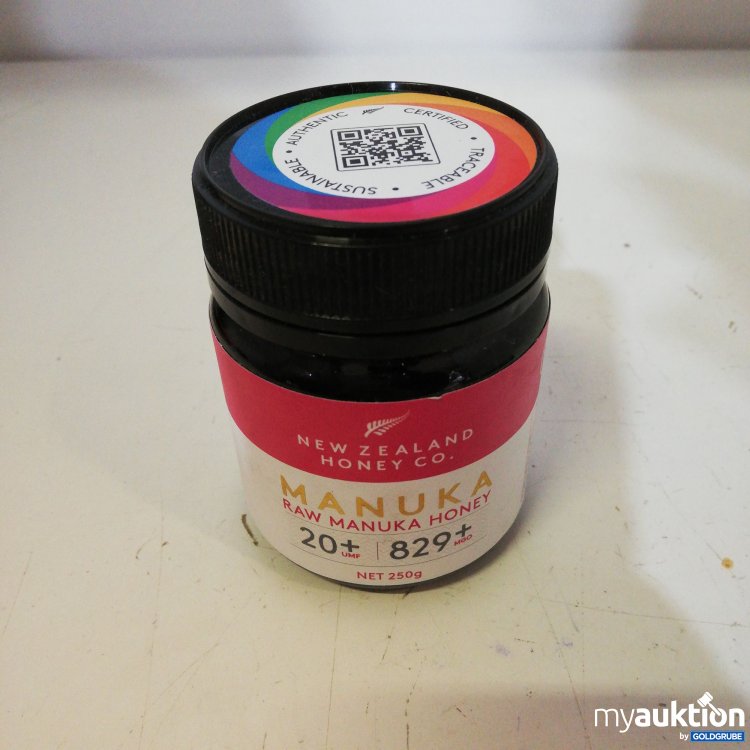 AUTHENTIC • CERTIFIED • TRACEABLE • SUSTAINABLE •
NEW ZEALAND
HONEY CO.
MANUKA
RAW MANUKA HONEY
20+ UMF | 829+ MGO
NET 250g
myauktion
by GOLDGRUBE